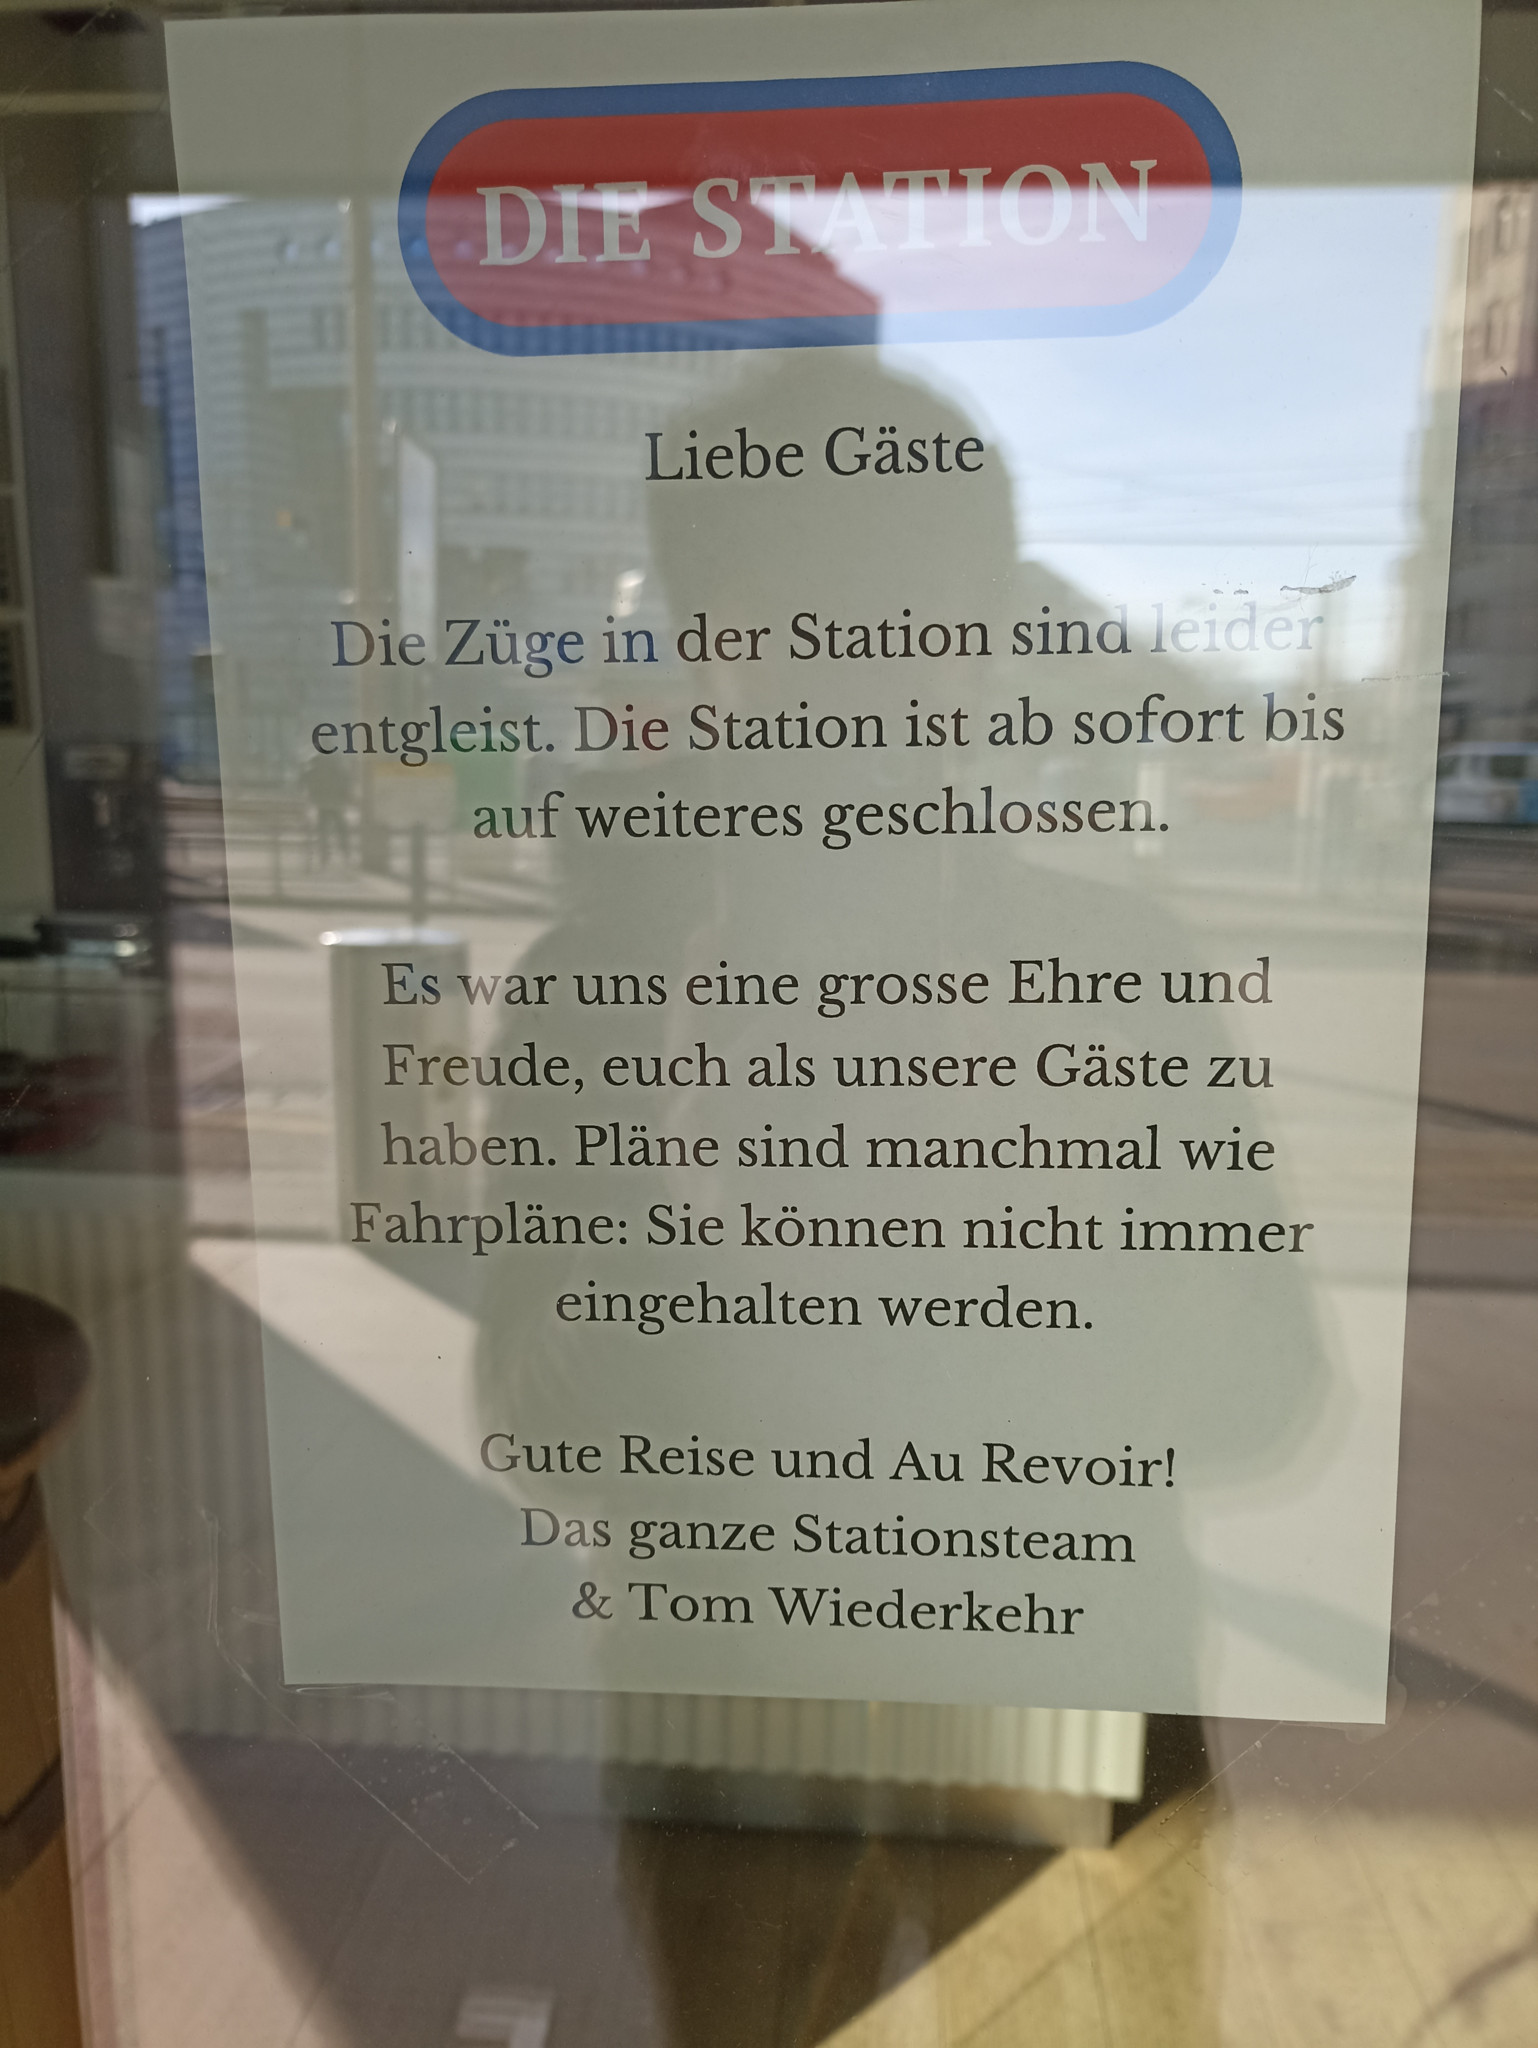 DIE STATION
Liebe Gäste
Die Züge in der Station sind leider
entgleist. Die Station ist ab sofort bis
auf weiteres geschlossen.
Es war uns eine grosse Ehre und
Freude, euch als unsere Gäste zu
haben. Pläne sind manchmal wie
Fahrpläne: Sie können nicht immer
eingehalten werden.
Gute Reise und Au Revoir!
Das ganze Stationsteam
& Tom Wiederkehr